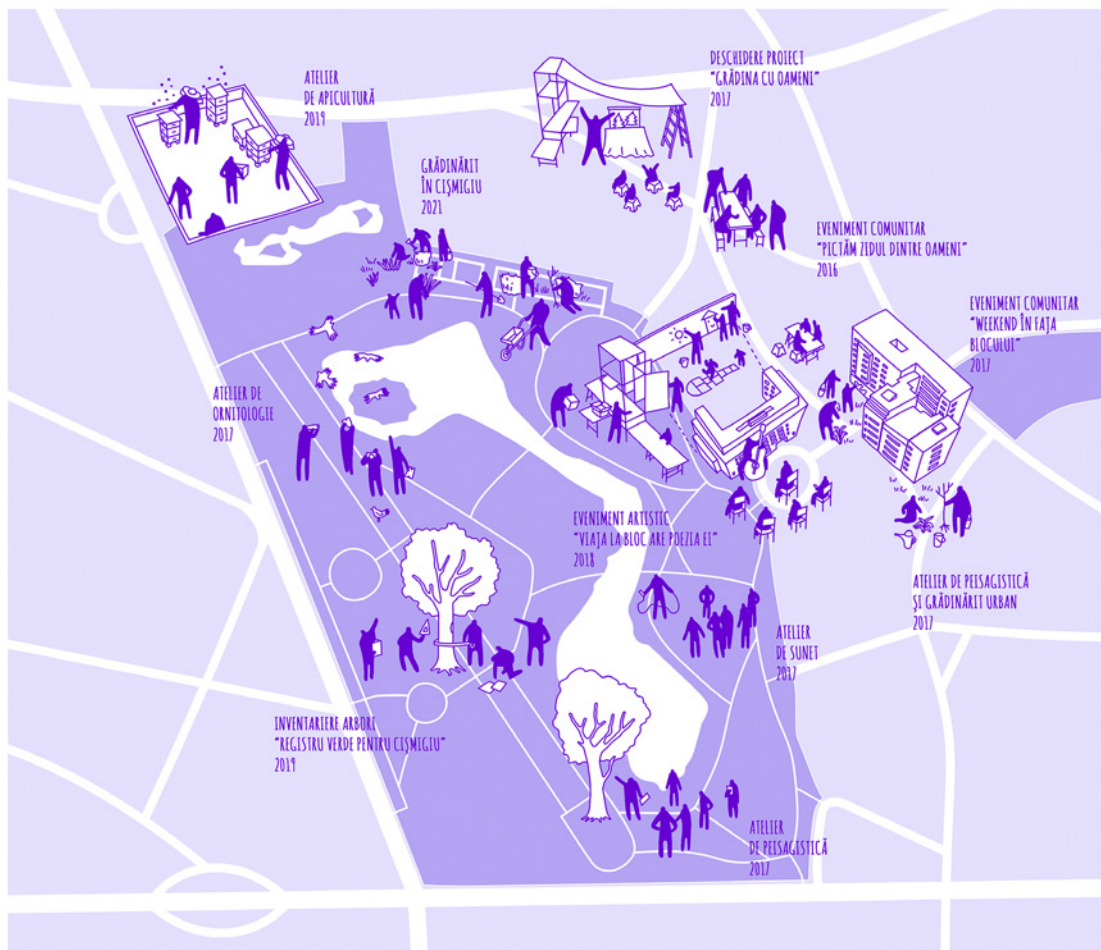 ATELIER
DE APICULTURĂ
2019
DESCHIDERE PROIECT
"GRĂDINA CU OAMENI"
2017
GRĂDINĂRIT
ÎN CIȘMIGIU
2021
EVENIMENT COMUNITAR
"PICTĂM ZIDUL DINTRE OAMENI"
2016
EVENIMENT COMUNITAR
"WEEKEND ÎN FAȚA
BLOCULUI"
2017
ATELIER DE
ORNITOLOGIE
2017
EVENIMENT ARTISTIC
"VIAȚA LA BLOC ARE POEZIA EI"
2018
ATELIER DE PEISAGISTICĂ
ȘI GRĂDINĂRIT URBAN
2017
ATELIER
DE SUNET
2017
INVENTARIERE ARBORI
"REGISTRU VERDE PENTRU CIȘMIGIU"
2019
ATELIER
DE PEISAGISTICĂ
2017